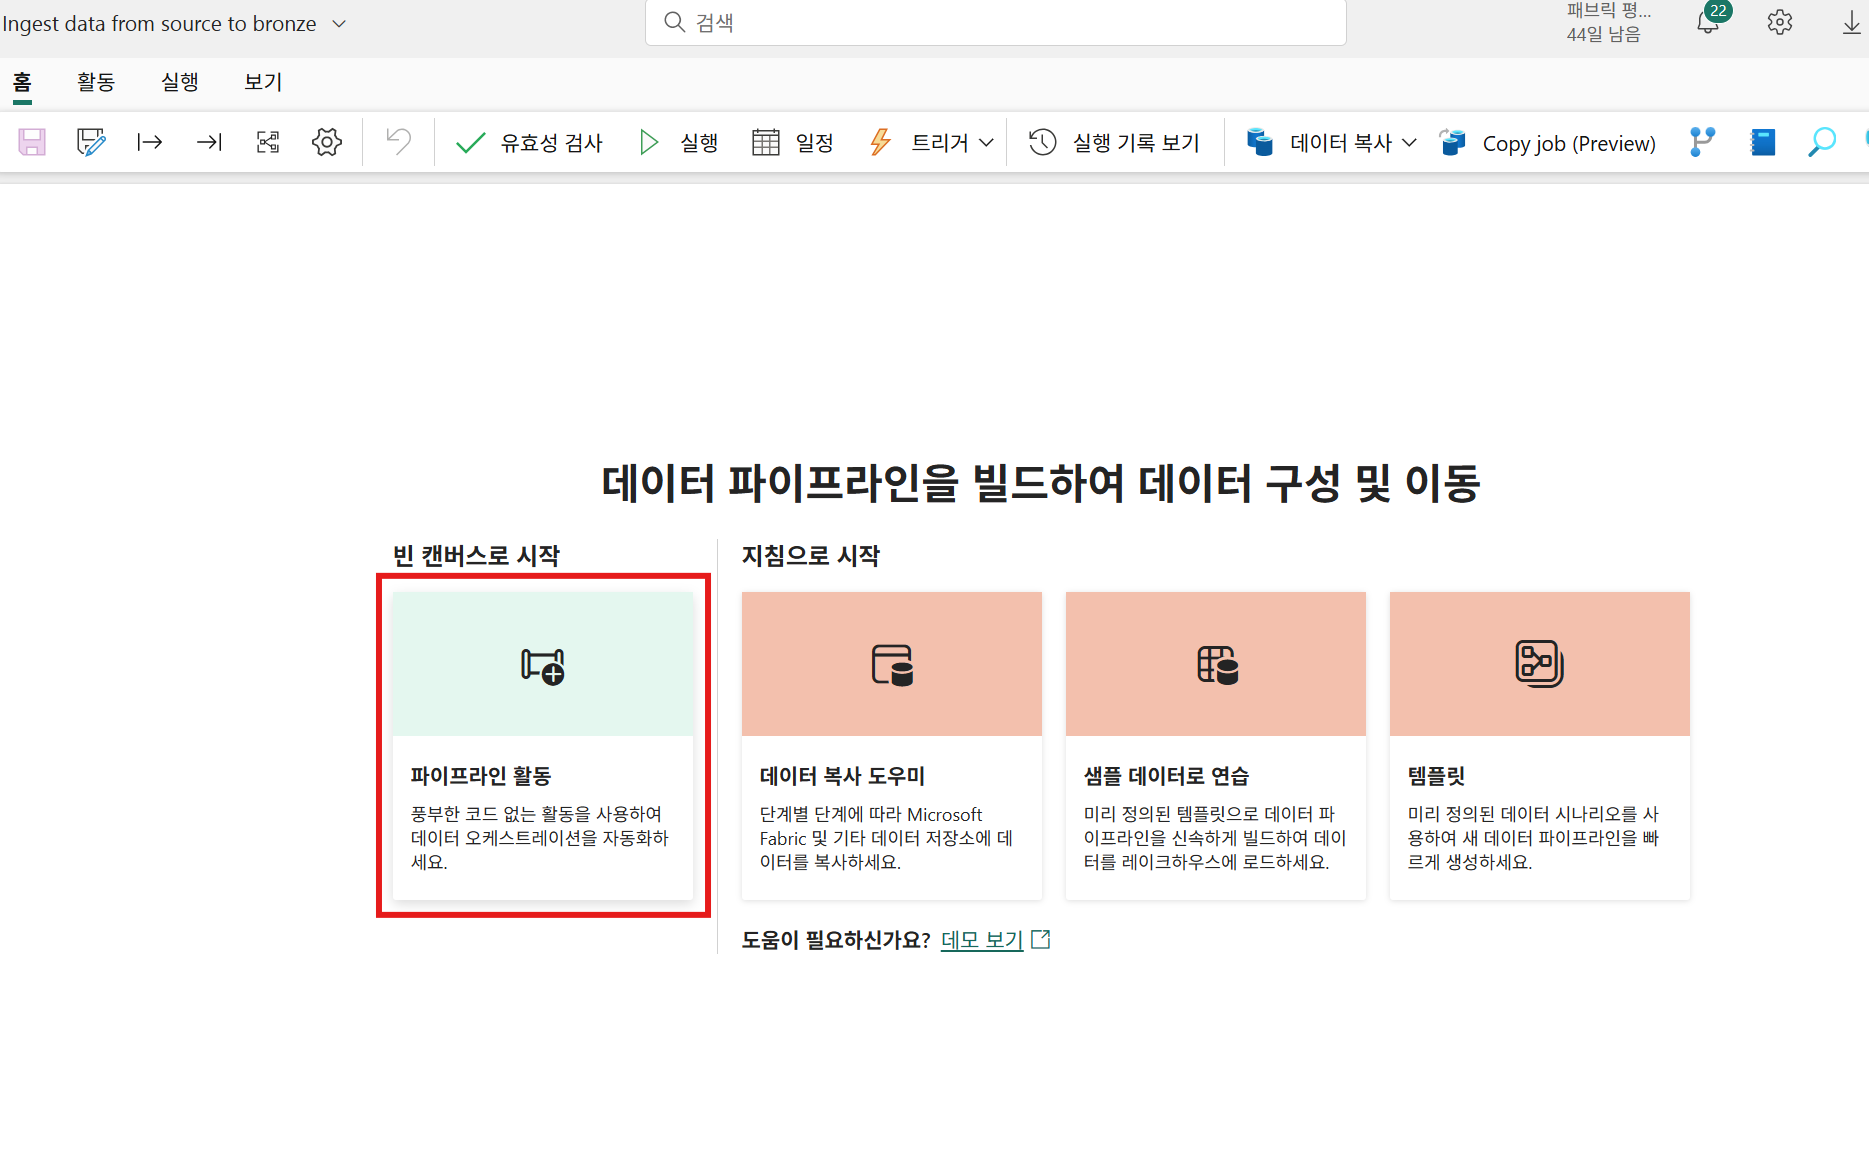 Ingest data from source to bronze
검색
패브릭 평...
44일 남음
22
홈 활동 실행 보기
유효성 검사 실행 일정 트리거 실행 기록 보기 데이터 복사 Copy job (Preview)
데이터 파이프라인을 빌드하여 데이터 구성 및 이동
빈 캔버스로 시작
파이프라인 활동
풍부한 코드 없는 활동을 사용하여
데이터 오케스트레이션을 자동화하
세요.
지침으로 시작
데이터 복사 도우미
단계별 단계에 따라 Microsoft
Fabric 및 기타 데이터 저장소에 데
이터를 복사하세요.
샘플 데이터로 연습
미리 정의된 템플릿으로 데이터 파
이프라인을 신속하게 빌드하여 데이
터를 레이크하우스에 로드하세요.
템플릿
미리 정의된 데이터 시나리오를 사
용하여 새 데이터 파이프라인을 빠
르게 생성하세요.
도움이 필요하신가요? 데모 보기